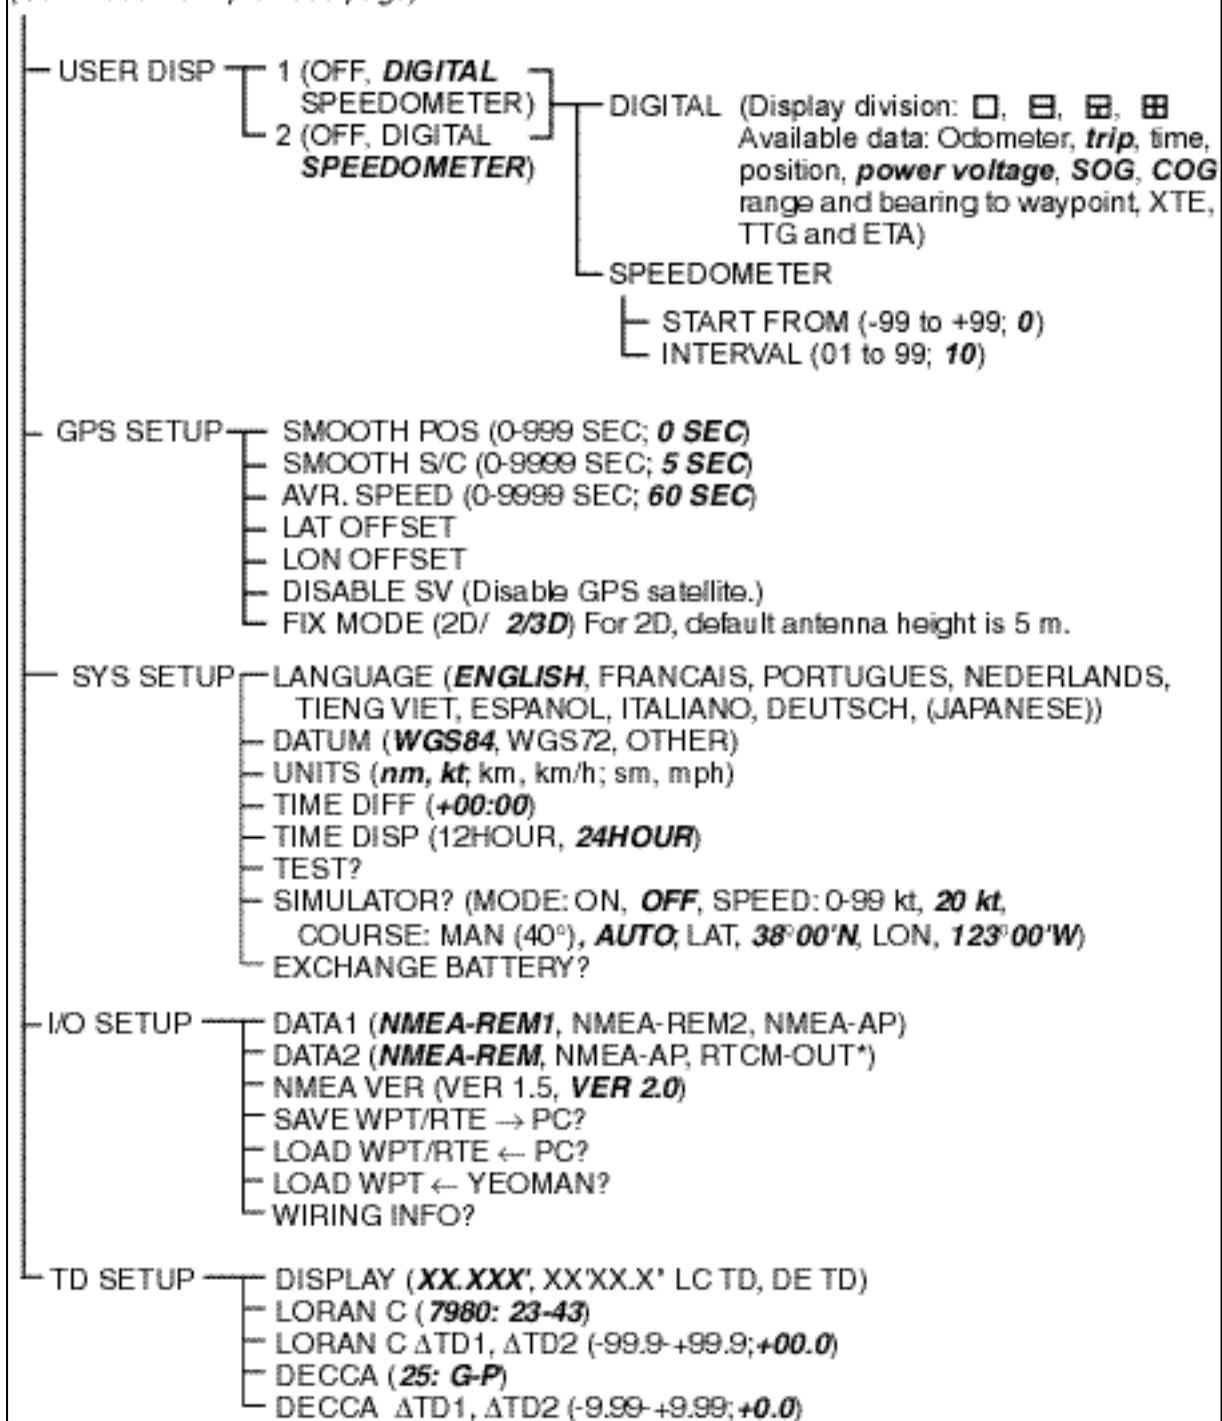 USER DISP 1 (OFF, DIGITAL
SPEEDOMETER)
2 (OFF, DIGITAL
SPEEDOMETER)
DIGITAL (Display division: □, ⊟, , ⊞
Available data: Odometer, trip, time,
position, power voltage, SOG, COG
range and bearing to waypoint, XTE,
TTG and ETA)
SPEEDOMETER
START FROM (-99 to +99; 0)
INTERVAL (01 to 99; 10)
GPS SETUP SMOOTH POS (0-999 SEC; 0 SEC)
SMOOTH S/C (0-9999 SEC; 5 SEC)
AVR. SPEED (0-9999 SEC; 60 SEC)
LAT OFFSET
LON OFFSET
DISABLE SV (Disable GPS satellite.)
FIX MODE (2D/ 2/3D) For 2D, default antenna height is 5 m.
SYS SETUP LANGUAGE (ENGLISH, FRANCAIS, PORTUGUES, NEDERLANDS,
TIENG VIET, ESPANOL, ITALIANO, DEUTSCH, (JAPANESE))
DATUM (WGS84, WGS72, OTHER)
UNITS (nm, kt; km, km/h; sm, mph)
TIME DIFF (+00:00)
TIME DISP (12HOUR, 24HOUR)
TEST?
SIMULATOR? (MODE: ON, OFF, SPEED: 0-99 kt, 20 kt,
COURSE: MAN (40°), AUTO; LAT, 38°00'N, LON, 123°00'W)
EXCHANGE BATTERY?
I/O SETUP DATA1 (NMEA-REM1, NMEA-REM2, NMEA-AP)
DATA2 (NMEA-REM, NMEA-AP, RTCM-OUT*)
NMEA VER (VER 1.5, VER 2.0)
SAVE WPT/RTE → PC?
LOAD WPT/RTE ← PC?
LOAD WPT ← YEOMAN?
WIRING INFO?
TD SETUP DISPLAY (XX.XXX', XX'XX.X" LC TD, DE TD)
LORAN C (7980: 23-43)
LORAN C ΔTD1, ΔTD2 (-99.9-+99.9;+00.0)
DECCA (25: G-P)
DECCA ΔTD1, ΔTD2 (-9.99-+9.99;+0.0)